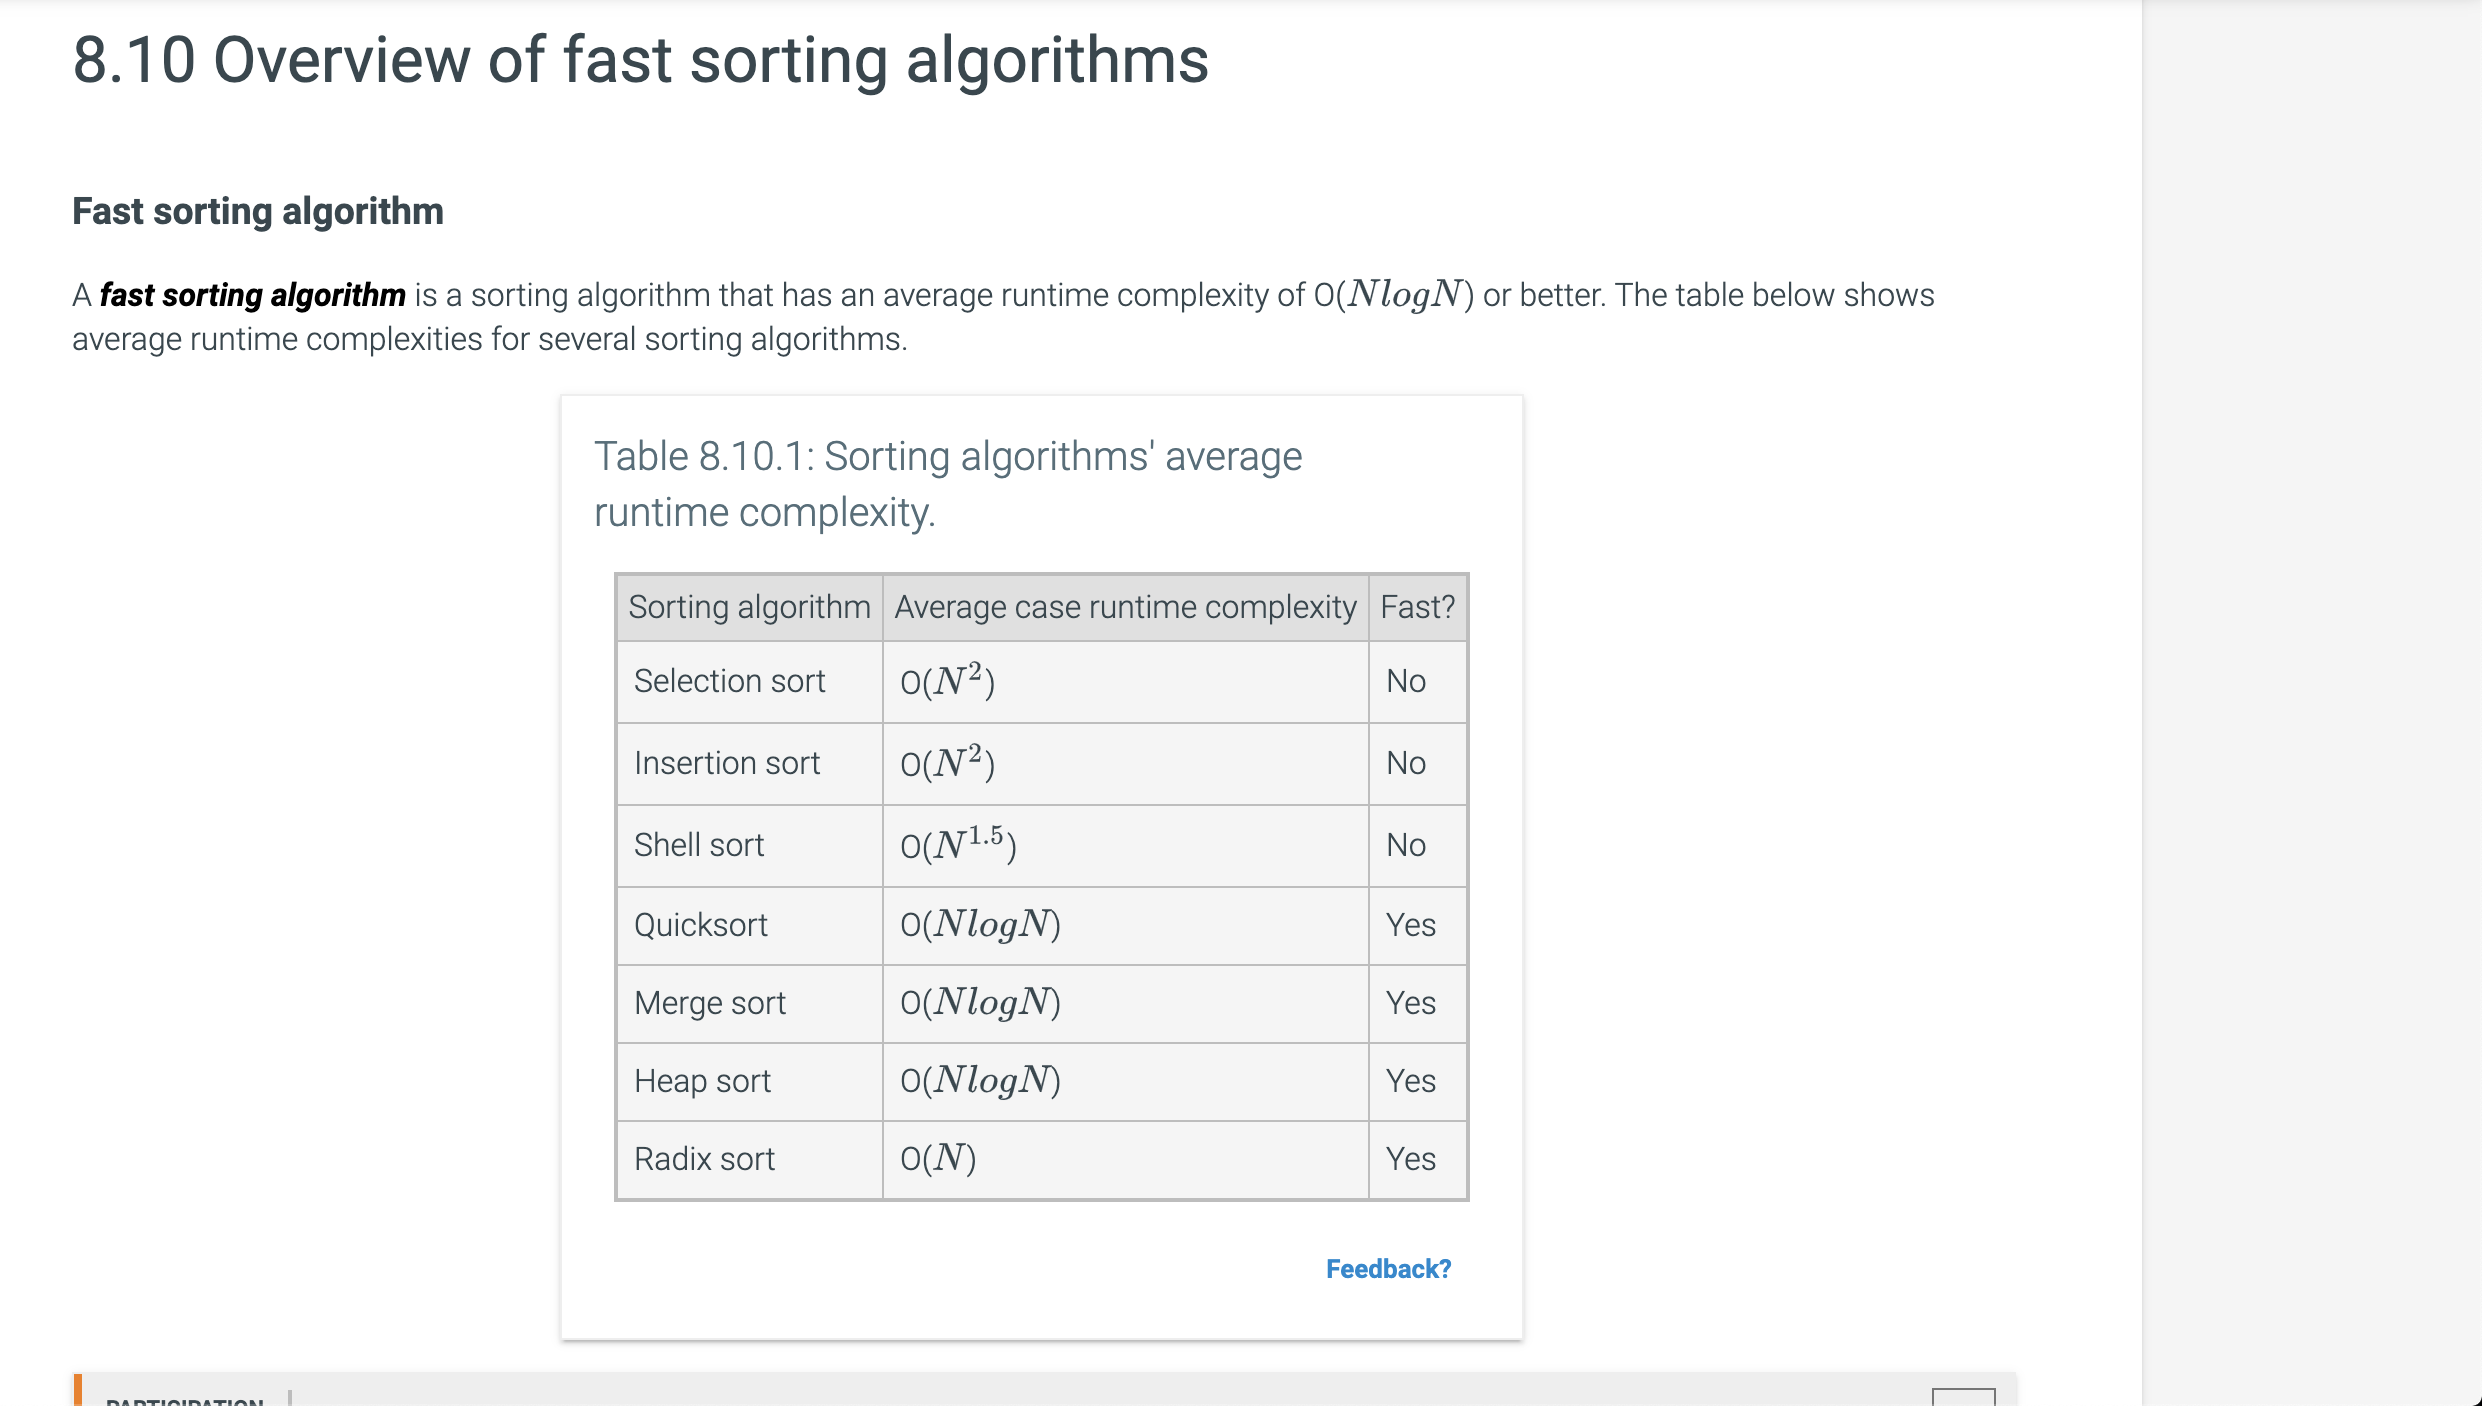 8.10 Overview of fast sorting algorithms
Fast sorting algorithm
A fast sorting algorithm is a sorting algorithm that has an average runtime complexity of O(NlogN) or better. The table below shows
average runtime complexities for several sorting algorithms.
Table 8.10.1: Sorting algorithms' average
runtime complexity.
Sorting algorithm Average case runtime complexity Fast?
Selection sort O(N²) No
Insertion sort O(N²) No
Shell sort O(N¹·⁵) No
Quicksort O(NlogN) Yes
Merge sort O(NlogN) Yes
Heap sort O(NlogN) Yes
Radix sort O(N) Yes
Feedback?
PARTICIPATION